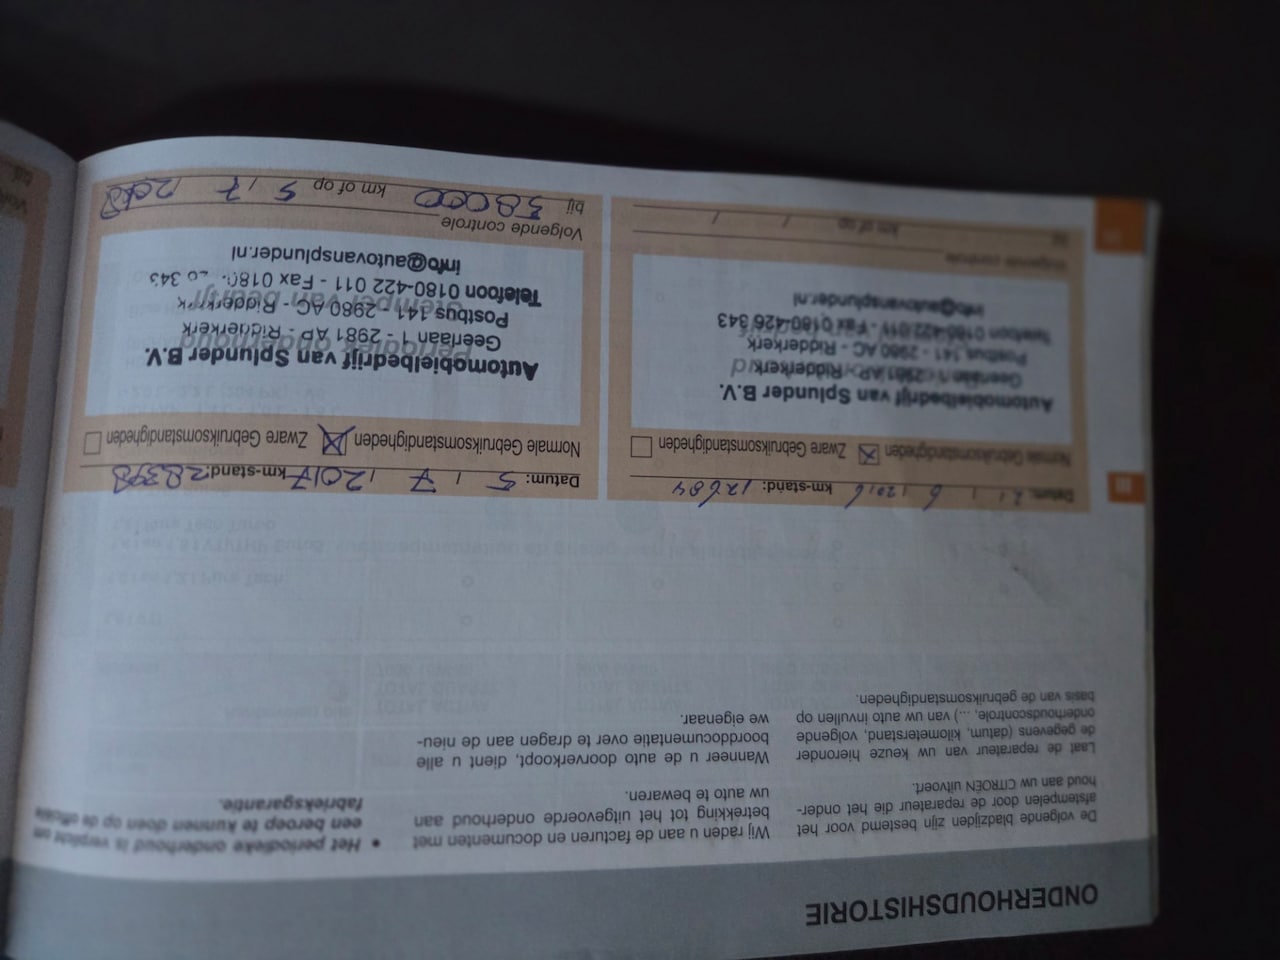 ONDERHOUDSHISTORIE
De volgende bladzijden zijn bestemd voor het
afstempelen door de reparateur die het onder-
houd aan uw CITROËN uitvoert.
Laat de reparateur van uw keuze hieronder
de gegevens (datum, kilometerstand, volgende
onderhoudscontrole, ...) van uw auto invullen op
basis van de gebruiksomstandigheden.
Wij raden u aan de facturen en documenten met
betrekking tot het uitgevoerde onderhoud aan
uw auto te bewaren.
Wanneer u de auto doorverkoopt, dient u alle
boorddocumentatie over te dragen aan de nieu-
we eigenaar.
• Het periodieke onderhoud is verplicht om
een beroep te kunnen doen op de officiële
fabrieksgarantie.
Datum: / 6 / 2016 km-stand: 12684
Normale Gebruiksomstandigheden Zware Gebruiksomstandigheden
Automobielbedrijf van Splunder B.V.
Geerlaan 1 - 2981 AP - Ridderkerk
Postbus 141 - 2980 AC - Ridderkerk
Telefoon 0180-422 011 - Fax 0180-426 343
info@autovansplunder.nl
Volgende controle
bij km of op / /
Datum: 5 / 7 / 2017 km-stand: 28398
Normale Gebruiksomstandigheden Zware Gebruiksomstandigheden
Periodiek onderhoud
Stempel van bedrijf
Automobielbedrijf van Splunder B.V.
Geerlaan 1 - 2981 AP - Ridderkerk
Postbus 141 - 2980 AC - Ridderkerk
Telefoon 0180-422 011 - Fax 343
info@autovansplunder.nl
Volgende controle
bij 58000 km of op 5 / 7 / 2018